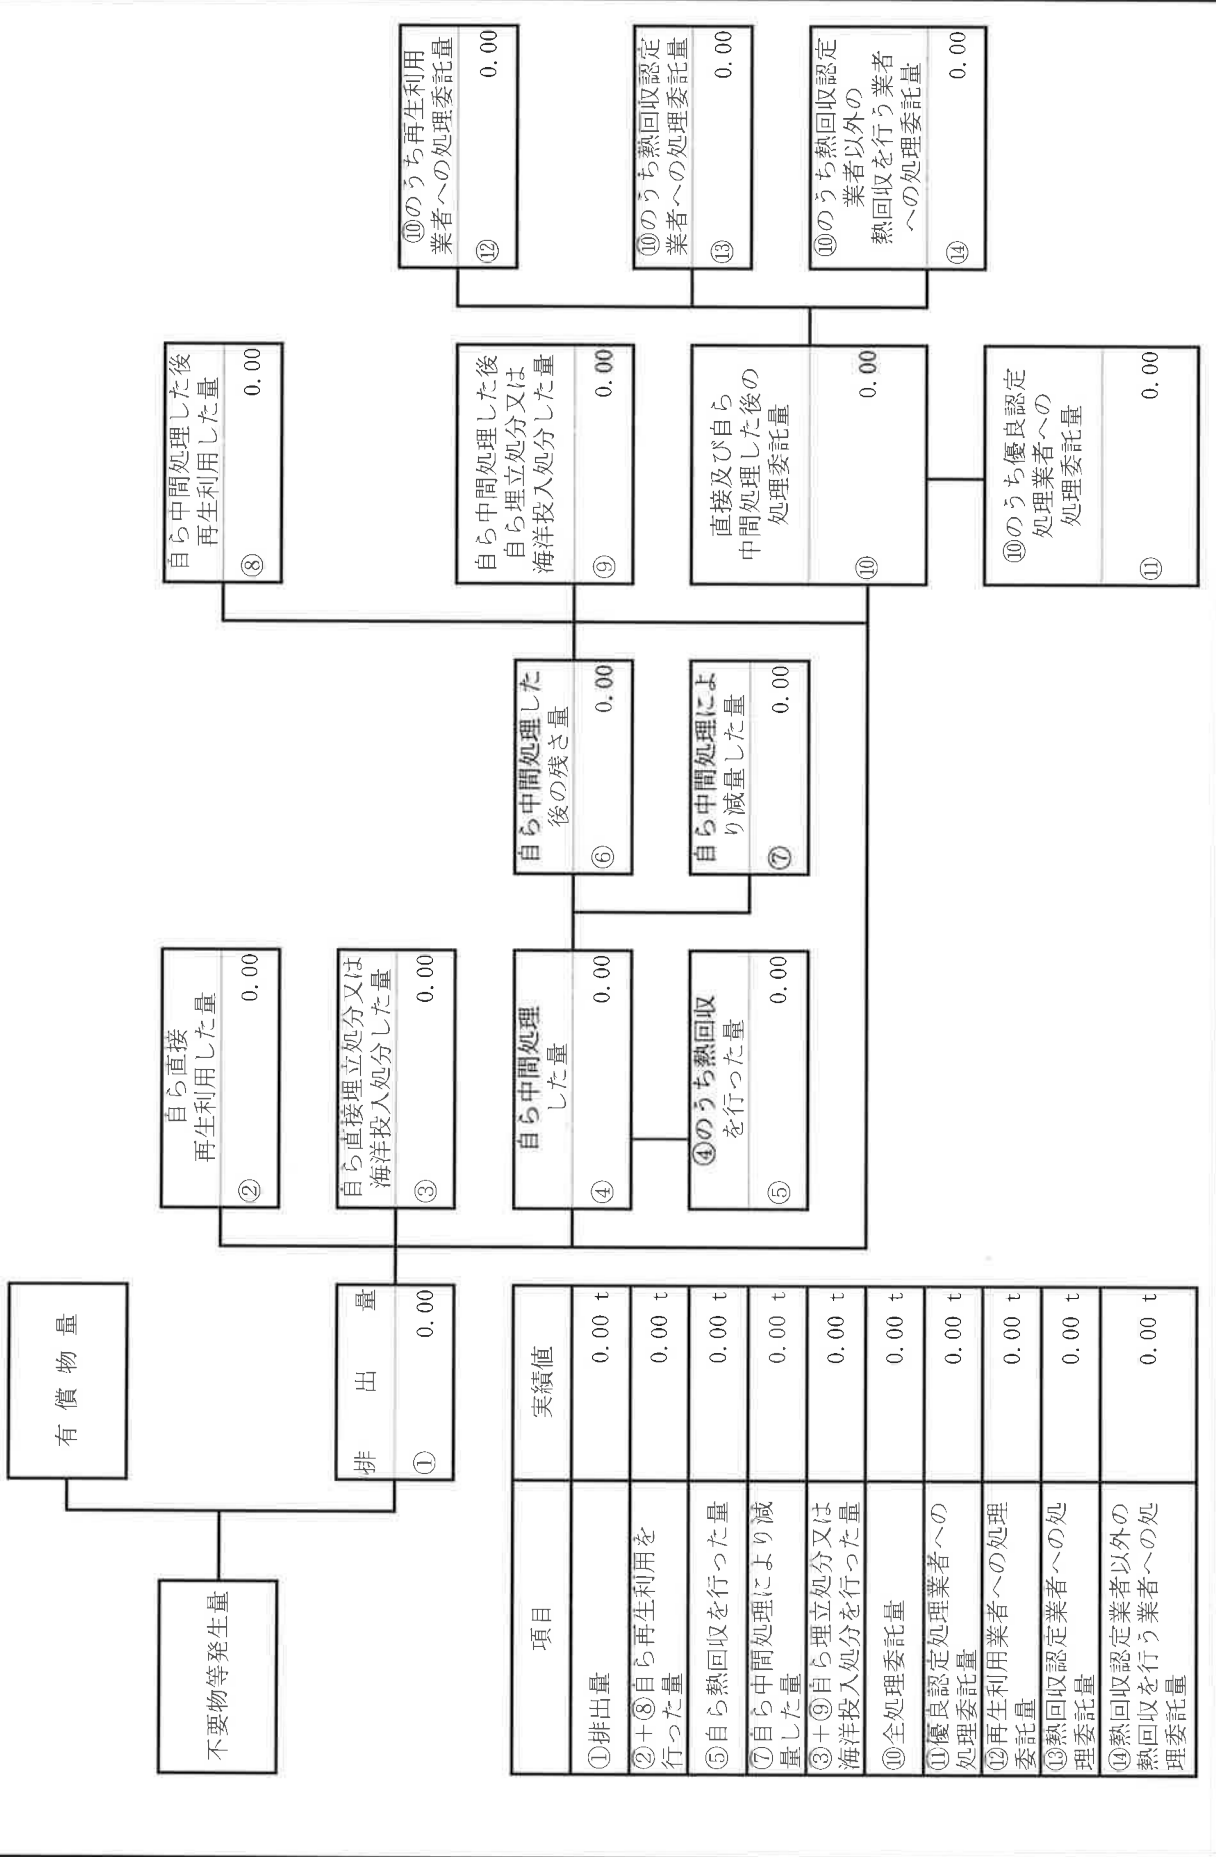 有償物量
不要物等発生量
排出量
① 0.00
自ら直接
再生利用した量
② 0.00
自ら直接埋立処分又は
海洋投入処分した量
③ 0.00
自ら中間処理
した量
④ 0.00
④のうち熱回収
を行った量
⑤ 0.00
自ら中間処理した
後の残さ量
⑥ 0.00
自ら中間処理によ
り減量した量
⑦ 0.00
自ら中間処理した後
再生利用した量
⑧ 0.00
自ら中間処理した後
自ら埋立処分又は
海洋投入処分した量
⑨ 0.00
直接及び自ら
中間処理した後の
処理委託量
⑩ 0.00
⑩のうち優良認定
処理業者への
処理委託量
⑪ 0.00
⑩のうち再生利用
業者への処理委託量
⑫ 0.00
⑩のうち熱回収認定
業者への処理委託量
⑬ 0.00
⑩のうち熱回収認定
業者以外の
熱回収を行う業者
への処理委託量
⑭ 0.00
項目 実績値
①排出量 0.00 t
②+⑧自ら再生利用を
行った量 0.00 t
⑤自ら熱回収を行った量 0.00 t
⑦自ら中間処理により減
量した量 0.00 t
③+⑨自ら埋立処分又は
海洋投入処分を行った量 0.00 t
⑩全処理委託量 0.00 t
⑪優良認定処理業者への
処理委託量 0.00 t
⑫再生利用業者への処理
委託量 0.00 t
⑬熱回収認定業者への処
理委託量 0.00 t
⑭熱回収認定業者以外の
熱回収を行う業者への処
理委託量 0.00 t